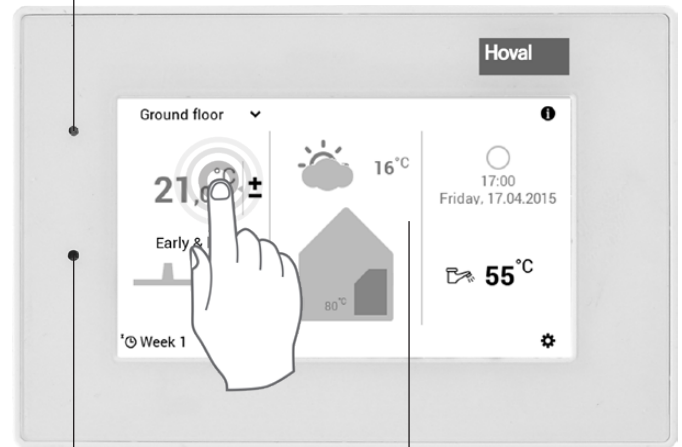 Hoval
Ground floor
21,
°C
±
16°C
17:00
Friday, 17.04.2015
Early &
80°C
55°C
Week 1